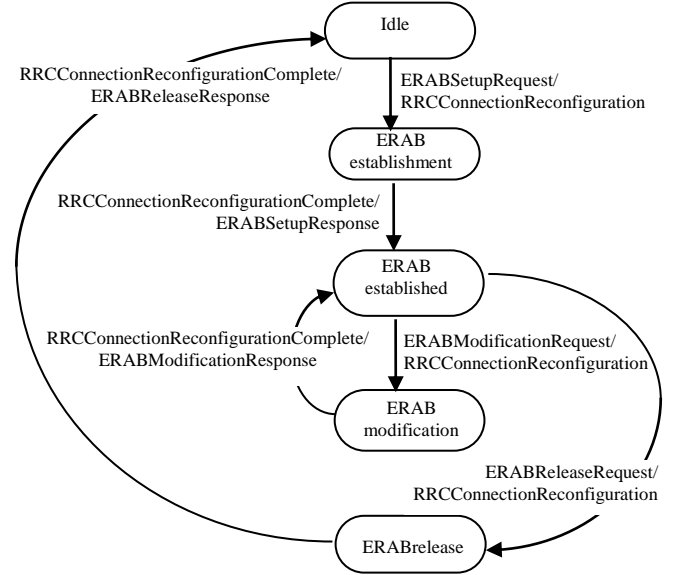 Idle
RRCConnectionReconfigurationComplete/
ERABReleaseResponse
ERABSetupRequest/
RRCConnectionReconfiguration
ERAB
establishment
RRCConnectionReconfigurationComplete/
ERABSetupResponse
ERAB
established
RRCConnectionReconfigurationComplete/
ERABModificationResponse
ERABModificationRequest/
RRCConnectionReconfiguration
ERAB
modification
ERABReleaseRequest/
RRCConnectionReconfiguration
ERABrelease